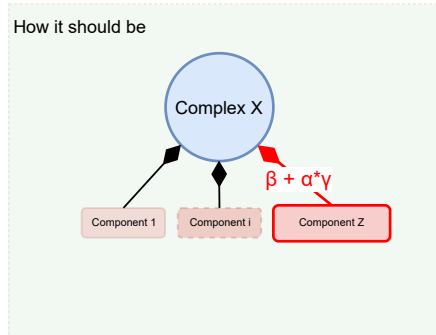 How it should be
Complex X
β + α*γ
Component 1
Component i
Component Z